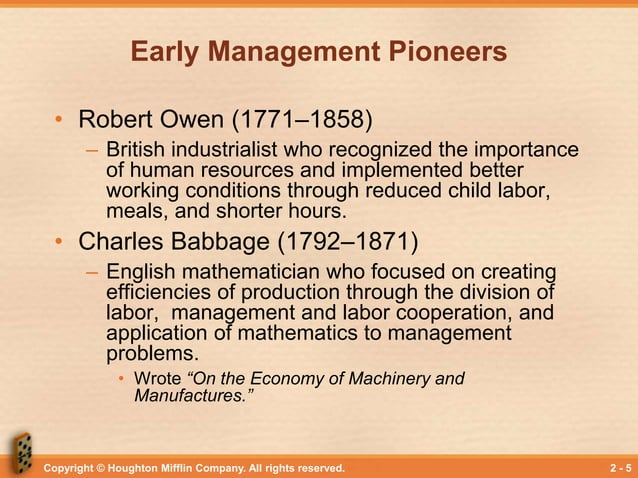 Early Management Pioneers
• Robert Owen (1771–1858)
– British industrialist who recognized the importance
of human resources and implemented better
working conditions through reduced child labor,
meals, and shorter hours.
• Charles Babbage (1792–1871)
– English mathematician who focused on creating
efficiencies of production through the division of
labor,  management and labor cooperation, and
application of mathematics to management
problems.
• Wrote “On the Economy of Machinery and
Manufactures.”
Copyright © Houghton Mifflin Company. All rights reserved.
2 - 5